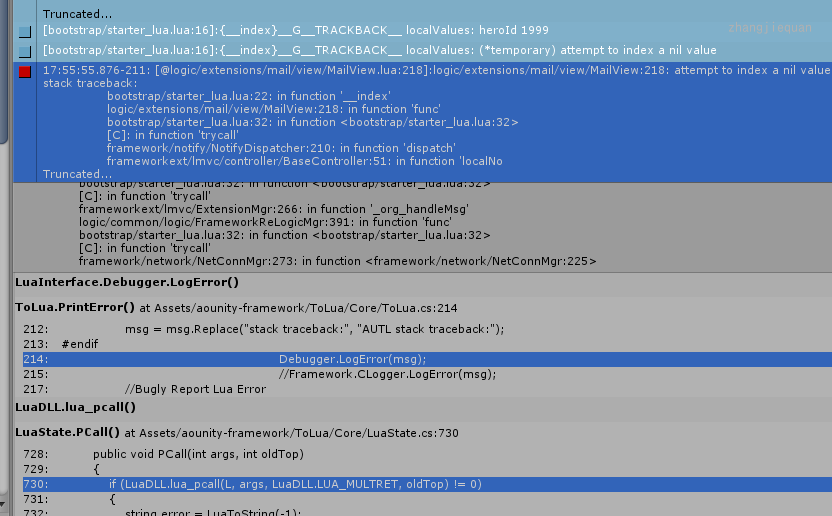 Truncated...
[bootstrap/starter_lua.lua:16]:{__index}__G__TRACKBACK__ localValues: heroId 1999
zhangjieouan
[bootstrap/starter_lua.lua:16]:{__index}__G__TRACKBACK__ localValues: (*temporary) attempt to index a nil value
17:55:55.876-211: [@logic/extensions/mail/view/MailView.lua:218]:logic/extensions/mail/view/MailView:218: attempt to index a nil value
stack traceback:
bootstrap/starter_lua.lua:22: in function '__index'
logic/extensions/mail/view/MailView:218: in function 'func'
bootstrap/starter_lua.lua:32: in function <bootstrap/starter_lua.lua:32>
[C]: in function 'trycall'
framework/notify/NotifyDispatcher:210: in function 'dispatch'
frameworkext/lmvc/controller/BaseController:51: in function 'localNo
Truncated...
bootstrap/starter_lua.lua:32: in function <bootstrap/starter_lua.lua:32>
[C]: in function 'trycall'
frameworkext/lmvc/ExtensionMgr:266: in function '_org_handleMsg'
logic/common/logic/FrameworkReLogicMgr:391: in function 'func'
bootstrap/starter_lua.lua:32: in function <bootstrap/starter_lua.lua:32>
[C]: in function 'trycall'
framework/network/NetConnMgr:273: in function <framework/network/NetConnMgr:225>
LuaInterface.Debugger.LogError()
ToLua.PrintError() at Assets/aounity-framework/ToLua/Core/ToLua.cs:214
212: msg = msg.Replace("stack traceback:", "AUTL stack traceback:");
213: #endif
214: Debugger.LogError(msg);
215: //Framework.CLogger.LogError(msg);
217: //Bugly Report Lua Error
LuaDLL.lua_pcall()
LuaState.PCall() at Assets/aounity-framework/ToLua/Core/LuaState.cs:730
728: public void PCall(int args, int oldTop)
729: {
730: if (LuaDLL.lua_pcall(L, args, LuaDLL.LUA_MULTRET, oldTop) != 0)
731: {
732: string error = LuaToString(-1);